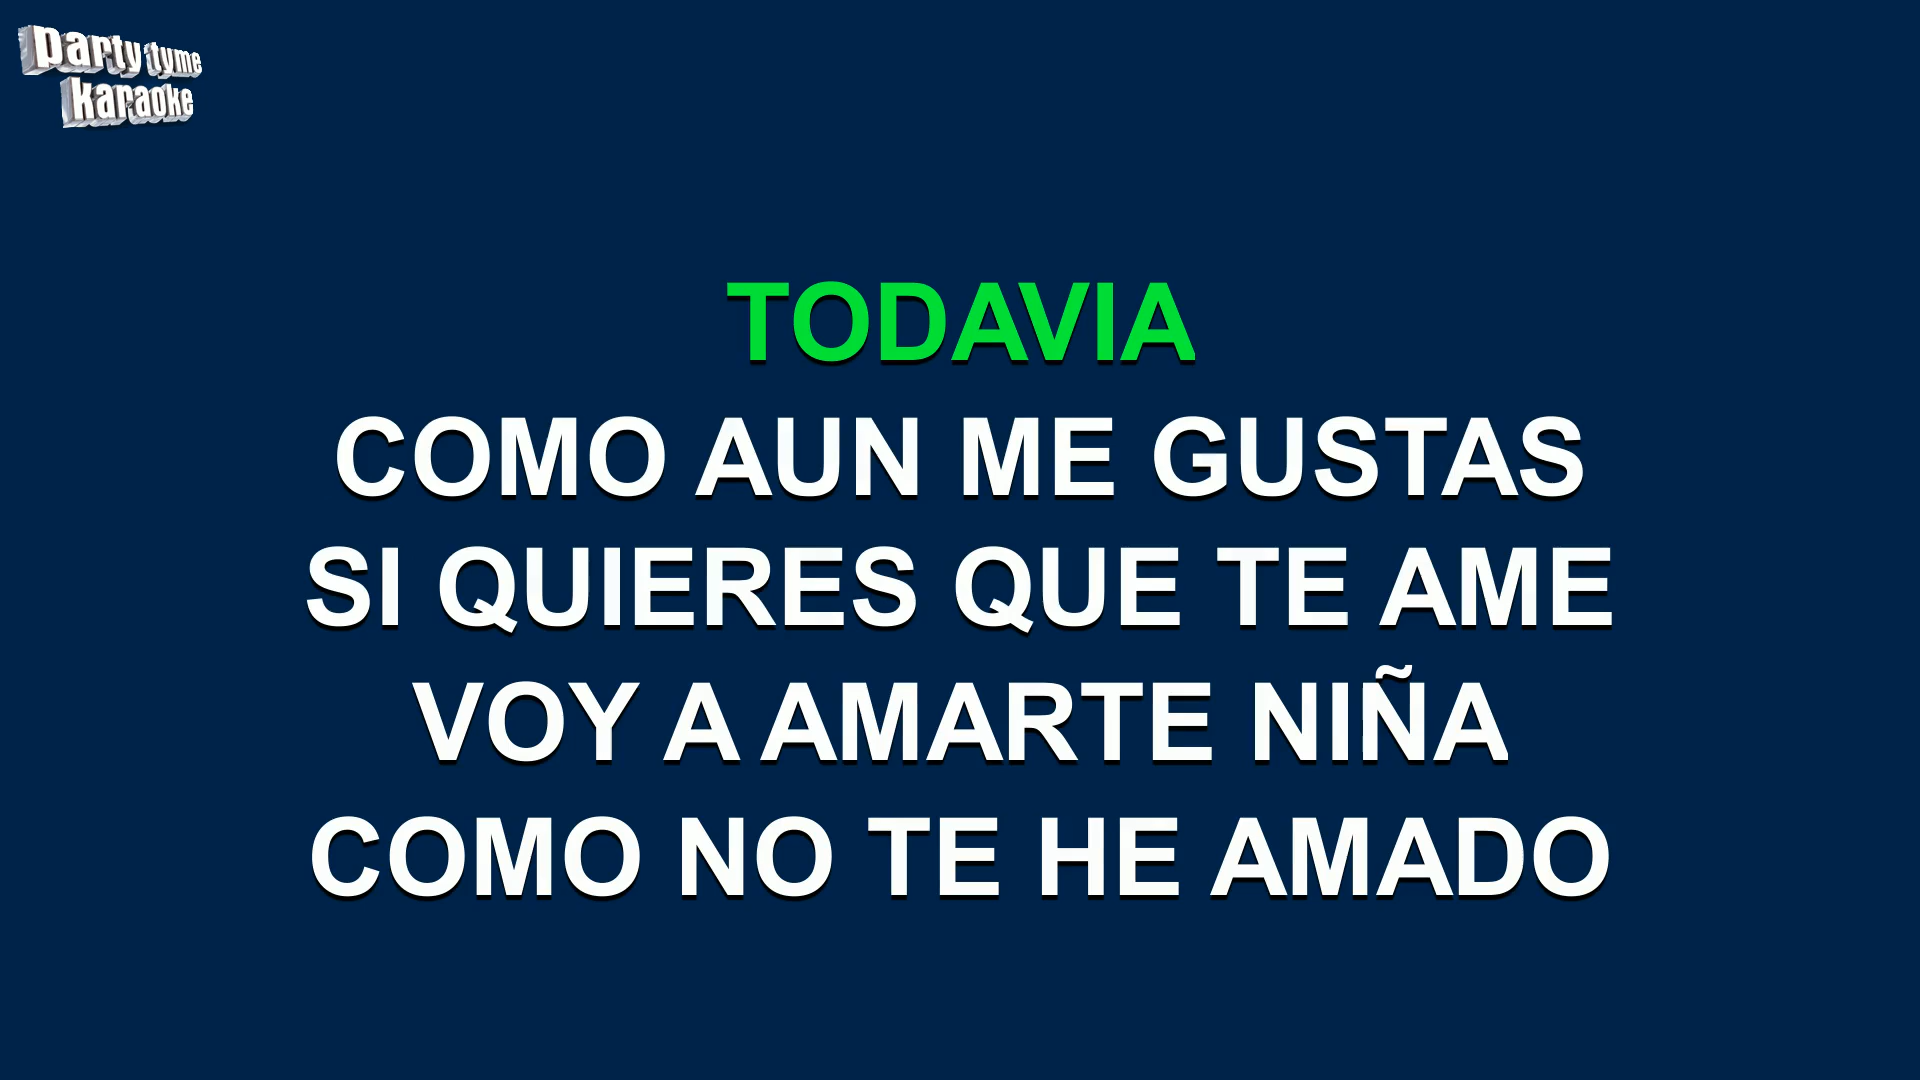 party tyme
karaoke
TODAVIA
COMO AUN ME GUSTAS
SI QUIERES QUE TE AME
VOY A AMARTE NIÑA
COMO NO TE HE AMADO